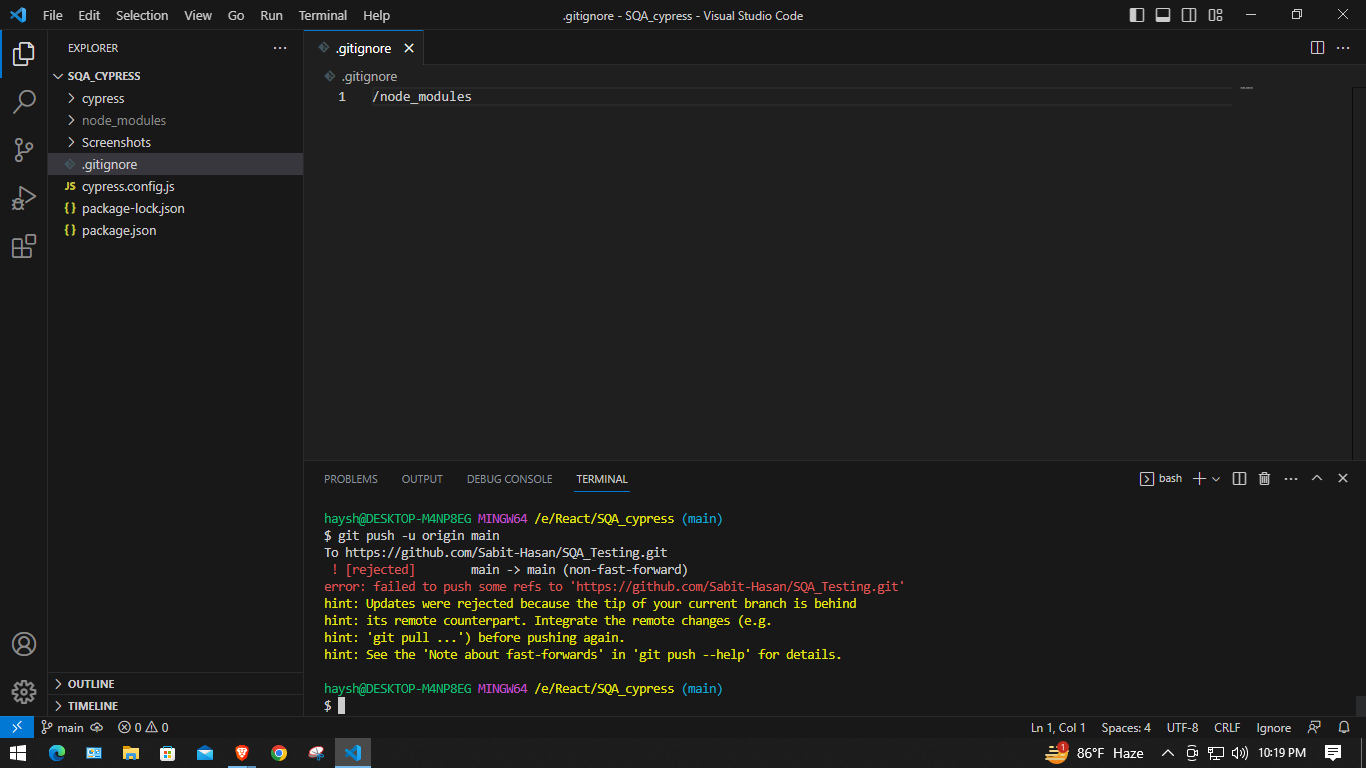 File Edit Selection View Go Run Terminal Help
.gitignore - SQA_cypress - Visual Studio Code
EXPLORER
SQA_CYPRESS
cypress
node_modules
Screenshots
.gitignore
JS cypress.config.js
{} package-lock.json
{} package.json
OUTLINE
TIMELINE
.gitignore
.gitignore
1 /node_modules
PROBLEMS OUTPUT DEBUG CONSOLE TERMINAL
bash
haysh@DESKTOP-M4NP8EG MINGW64 /e/React/SQA_cypress (main)
$ git push -u origin main
To https://github.com/Sabit-Hasan/SQA_Testing.git
! [rejected] main -> main (non-fast-forward)
error: failed to push some refs to 'https://github.com/Sabit-Hasan/SQA_Testing.git'
hint: Updates were rejected because the tip of your current branch is behind
hint: its remote counterpart. Integrate the remote changes (e.g.
hint: 'git pull ...') before pushing again.
hint: See the 'Note about fast-forwards' in 'git push --help' for details.
haysh@DESKTOP-M4NP8EG MINGW64 /e/React/SQA_cypress (main)
$
main 0 0
Ln 1, Col 1 Spaces: 4 UTF-8 CRLF Ignore
1 86°F Haze 10:19 PM